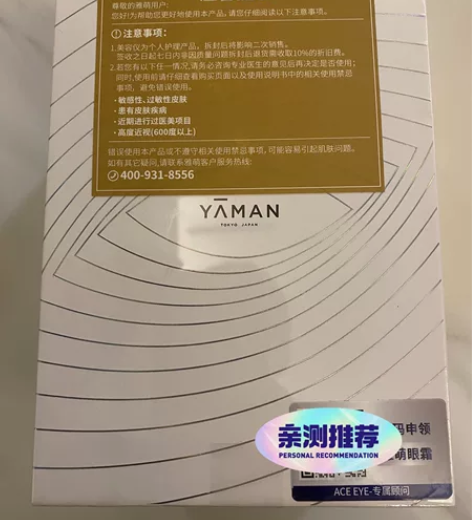 尊敬的雅萌用户:
您好!为帮助您更好地使用本产品,请您仔细阅读以下注意事项。
①注意事项:
1.美容仪为个人护理产品。拆封后将影响二次销售。
签收之日起七日内非因质量问题拆封后退货需收取10%的折旧费。
2.若您有以下任一情况,请务必咨询专业医生的意见后再决定是否使用;
同时,使用前请仔细查看购买页面以及使用说明书中的相关使用禁忌
事项,避免错误使用。
·敏感性、过敏性皮肤
·患有皮肤疾病
·近期进行过医美项目
·高度近视(600度以上)
错误使用本产品或不遵守相关使用禁忌事项,可能容易引起肌肤问题。
如有其它疑问,请联系雅萌客户服务热线:
400-931-8556
YĀMAN
TOKYO JAPAN
码申领
萌眼霜
亲测推荐
PERSONAL RECOMMENDATION
ACE EYE·专属顾问